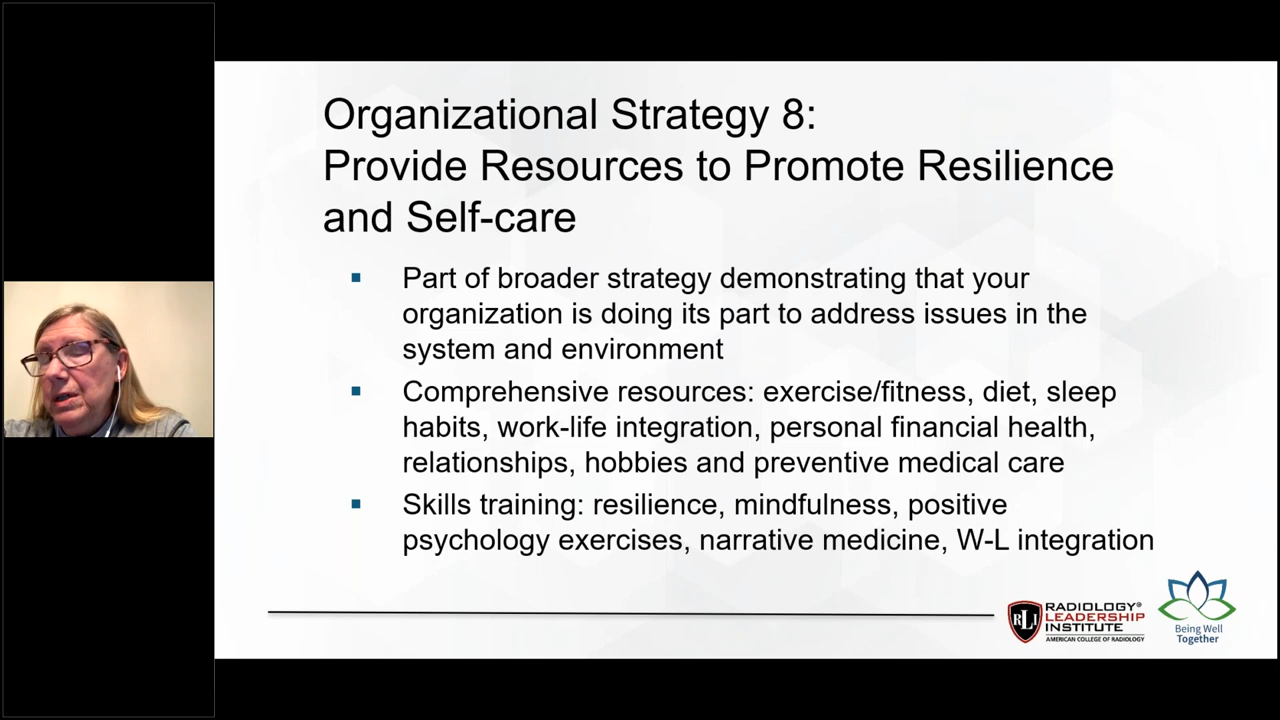 Organizational Strategy 8:
Provide Resources to Promote Resilience
and Self-care
▪ Part of broader strategy demonstrating that your
organization is doing its part to address issues in the
system and environment
▪ Comprehensive resources: exercise/fitness, diet, sleep
habits, work-life integration, personal financial health,
relationships, hobbies and preventive medical care
▪ Skills training: resilience, mindfulness, positive
psychology exercises, narrative medicine, W-L integration
RLI
RADIOLOGY®
LEADERSHIP
INSTITUTE
AMERICAN COLLEGE OF RADIOLOGY
Being Well
Together